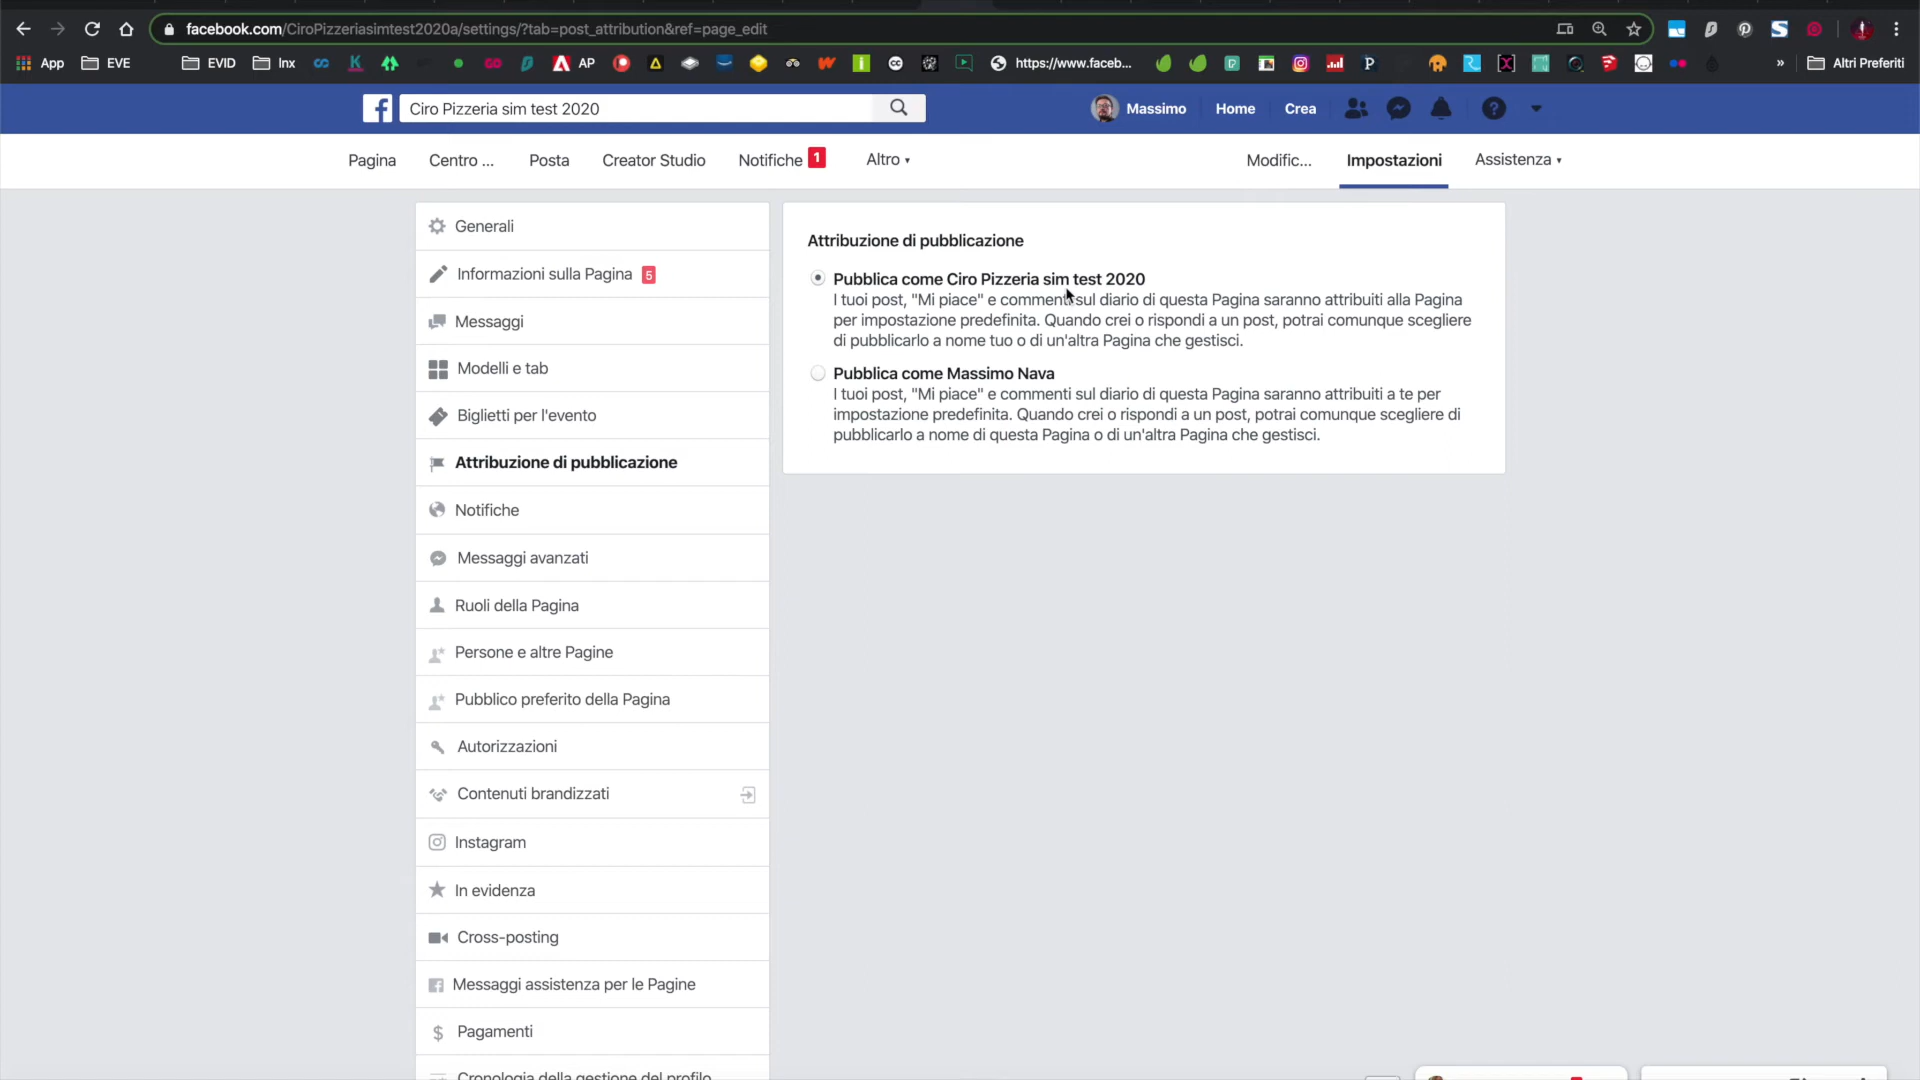 facebook.com/CiroPizzeriasimtest2020a/settings/?tab=post_attribution&ref=page_edit
App EVE EVID Inx AP https://www.faceb... » Altri Preferiti
Ciro Pizzeria sim test 2020 Massimo Home Crea
Pagina Centro ... Posta Creator Studio Notifiche 1 Altro Modific... Impostazioni Assistenza
Generali
Informazioni sulla Pagina 5
Messaggi
Modelli e tab
Biglietti per l'evento
Attribuzione di pubblicazione
Notifiche
Messaggi avanzati
Ruoli della Pagina
Persone e altre Pagine
Pubblico preferito della Pagina
Autorizzazioni
Contenuti brandizzati
Instagram
In evidenza
Cross-posting
Messaggi assistenza per le Pagine
Pagamenti
Cronologia della gestione del profilo
Attribuzione di pubblicazione
Pubblica come Ciro Pizzeria sim test 2020
I tuoi post, "Mi piace" e commenti sul diario di questa Pagina saranno attribuiti alla Pagina
per impostazione predefinita. Quando crei o rispondi a un post, potrai comunque scegliere
di pubblicarlo a nome tuo o di un'altra Pagina che gestisci.
Pubblica come Massimo Nava
I tuoi post, "Mi piace" e commenti sul diario di questa Pagina saranno attribuiti a te per
impostazione predefinita. Quando crei o rispondi a un post, potrai comunque scegliere di
pubblicarlo a nome di questa Pagina o di un'altra Pagina che gestisci.